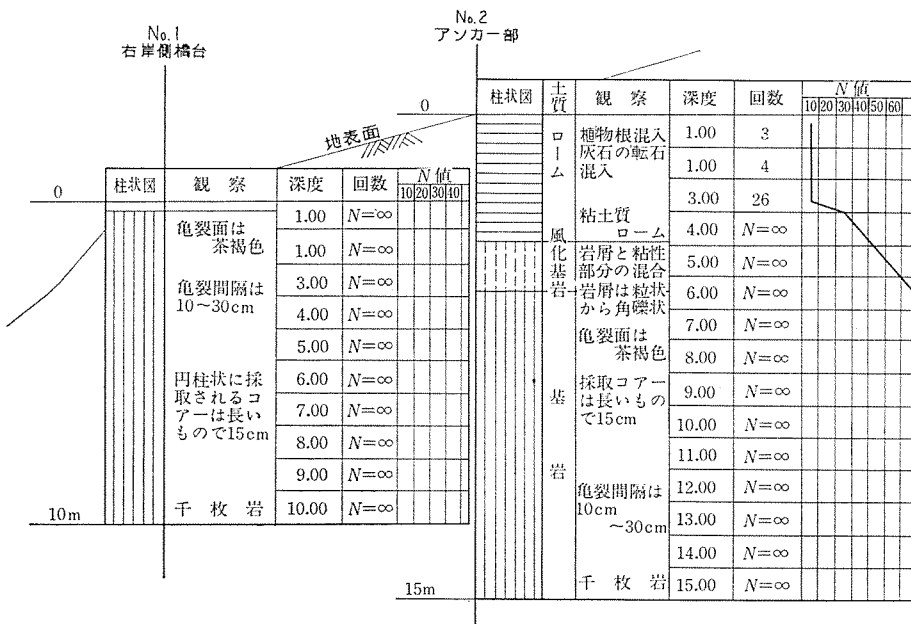 No.1
右岸側橋台
No.2
アンカー部
地表面
0
柱状図 観察 深度 回数 N値
10 20 30 40
亀裂面は
茶褐色
亀裂間隔は
10～30cm
円柱状に採
取されるコ
アーは長い
もので15cm
千枚岩
1.00 N=∞
1.00 N=∞
3.00 N=∞
4.00 N=∞
5.00 N=∞
6.00 N=∞
7.00 N=∞
8.00 N=∞
9.00 N=∞
10.00 N=∞
10m
0
柱状図 土質 観察 深度 回数 N値
10 20 30 40 50 60
ローム
風化基岩
基岩
植物根混入
灰石の転石
混入
粘土質
ローム
岩屑と粘性
部分の混合
岩屑は粒状
から角礫状
亀裂面は
茶褐色
採取コアー
は長いもの
で15cm
亀裂間隔は
10cm
～30cm
千枚岩
1.00 3
1.00 4
3.00 26
4.00 N=∞
5.00 N=∞
6.00 N=∞
7.00 N=∞
8.00 N=∞
9.00 N=∞
10.00 N=∞
11.00 N=∞
12.00 N=∞
13.00 N=∞
14.00 N=∞
15.00 N=∞
15m